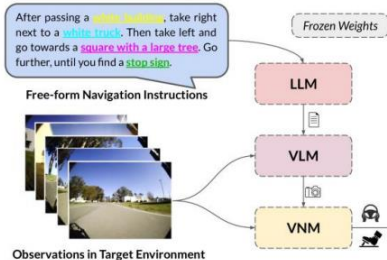 After passing a white building, take right
next to a white truck. Then take left and
go towards a square with a large tree. Go
further, until you find a stop sign.
Free-form Navigation Instructions
Observations in Target Environment
Frozen Weights
LLM
VLM
VNM